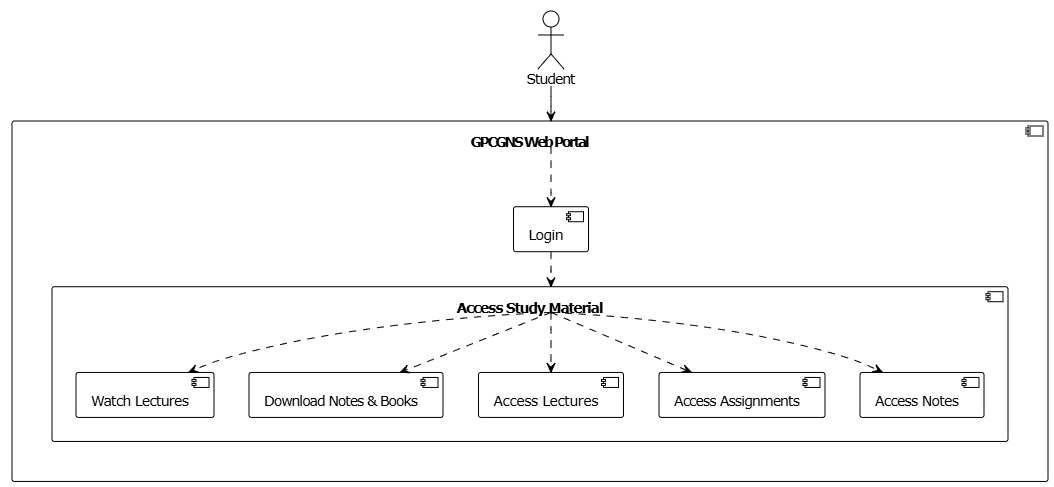 Student
GPCGNS Web Portal
Login
Access Study Material
Watch Lectures
Download Notes & Books
Access Lectures
Access Assignments
Access Notes